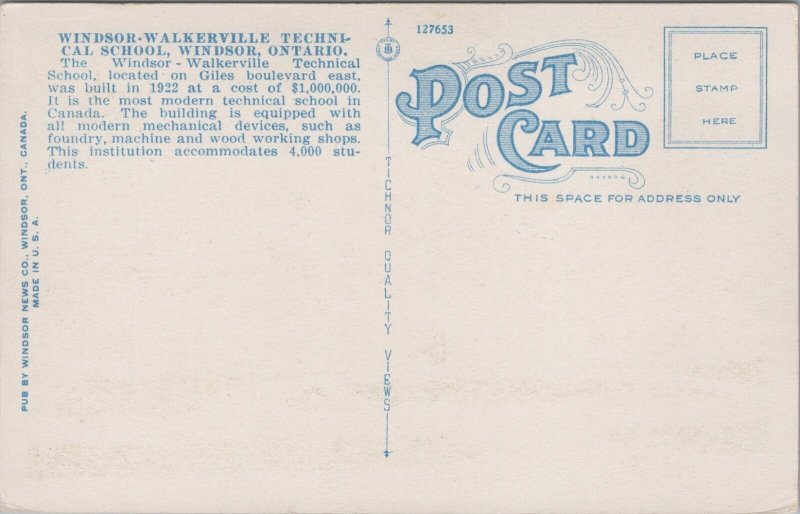 WINDSOR-WALKERVILLE TECHNI-
CAL SCHOOL, WINDSOR, ONTARIO.
The Windsor - Walkerville Technical
School, located on Giles boulevard east,
was built in 1922 at a cost of $1,000,000.
It is the most modern technical school in
Canada. The building is equipped with
all modern mechanical devices, such as
foundry, machine and wood working shops.
This institution accommodates 4,000 stu-
dents.
PUB BY WINDSOR NEWS CO., WINDSOR, ONT., CANADA.
MADE IN U. S. A.
TICHNOR QUALITY VIEWS
127653
POST
CARD
THIS SPACE FOR ADDRESS ONLY
PLACE
STAMP
HERE